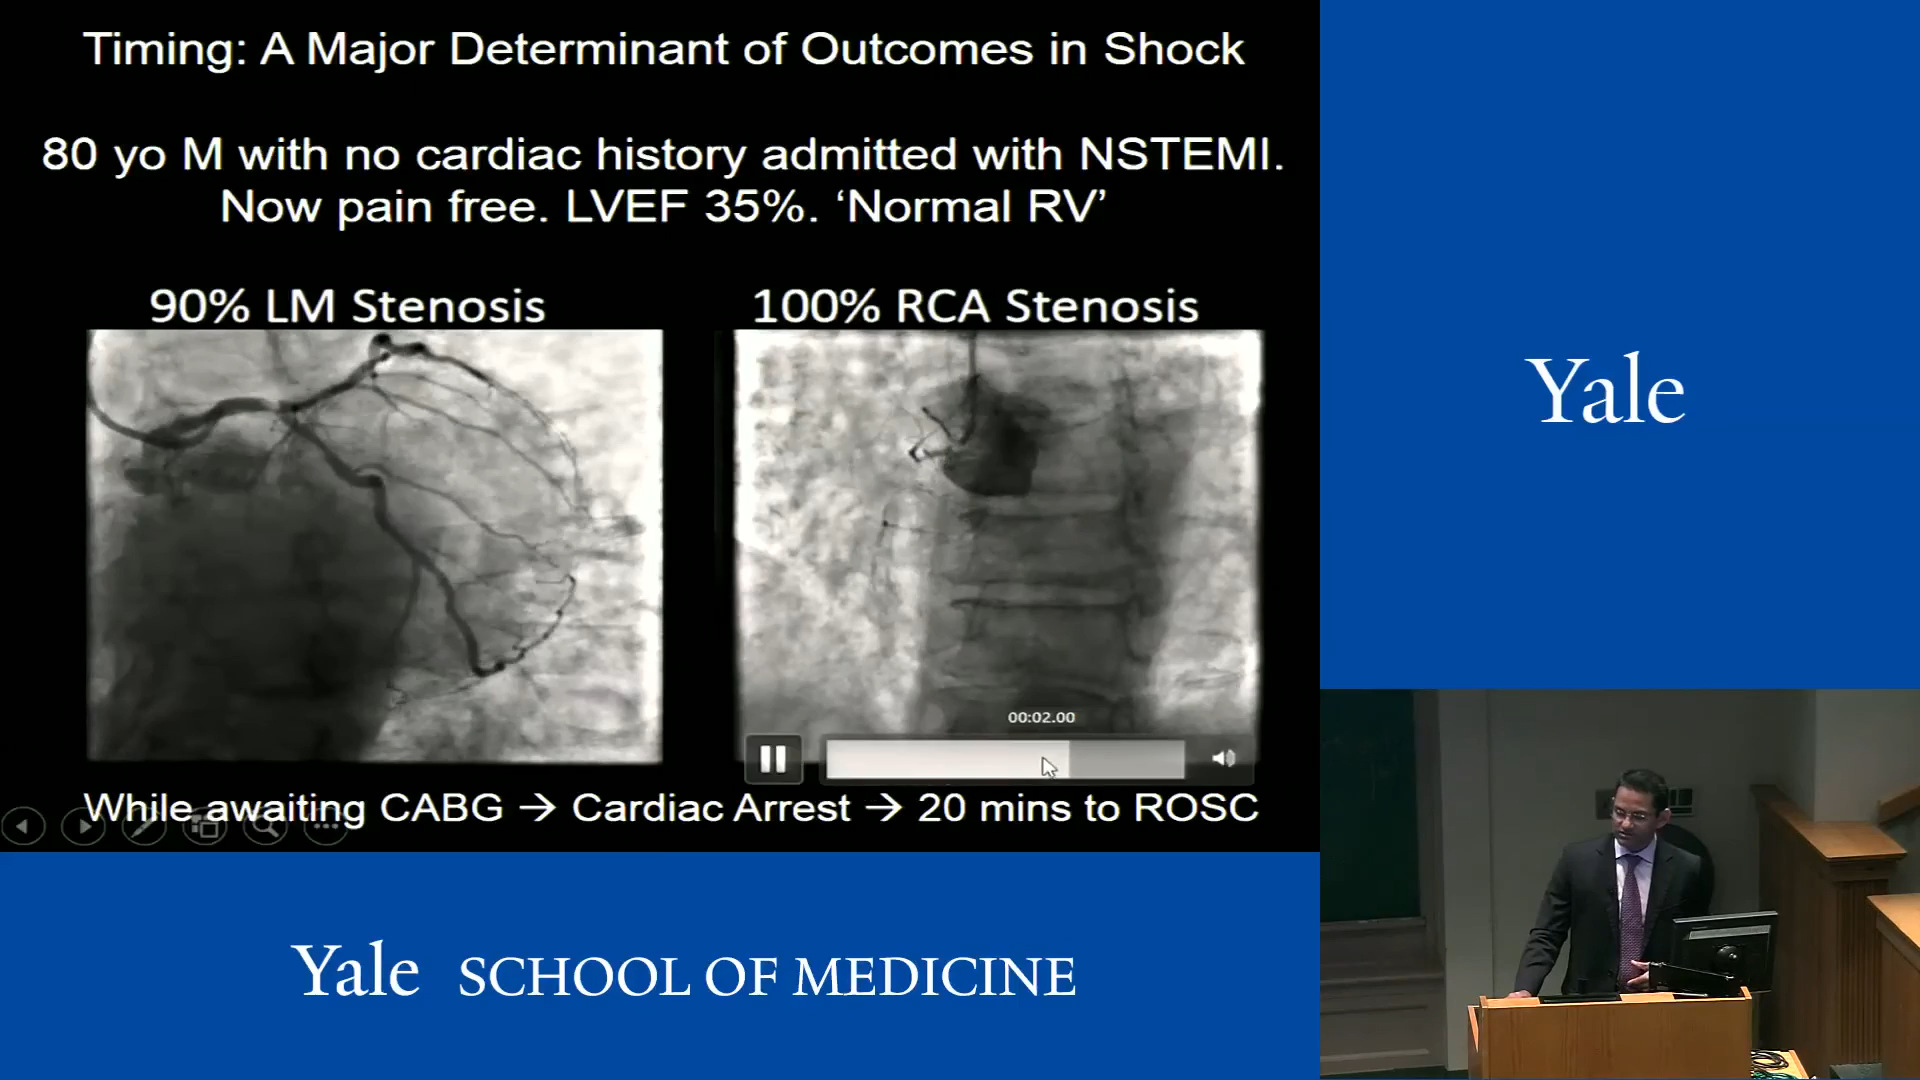 Timing: A Major Determinant of Outcomes in Shock
80 yo M with no cardiac history admitted with NSTEMI.
Now pain free. LVEF 35%. ‘Normal RV’
90% LM Stenosis
100% RCA Stenosis
00:02.00
While awaiting CABG → Cardiac Arrest → 20 mins to ROSC
Yale
Yale SCHOOL OF MEDICINE